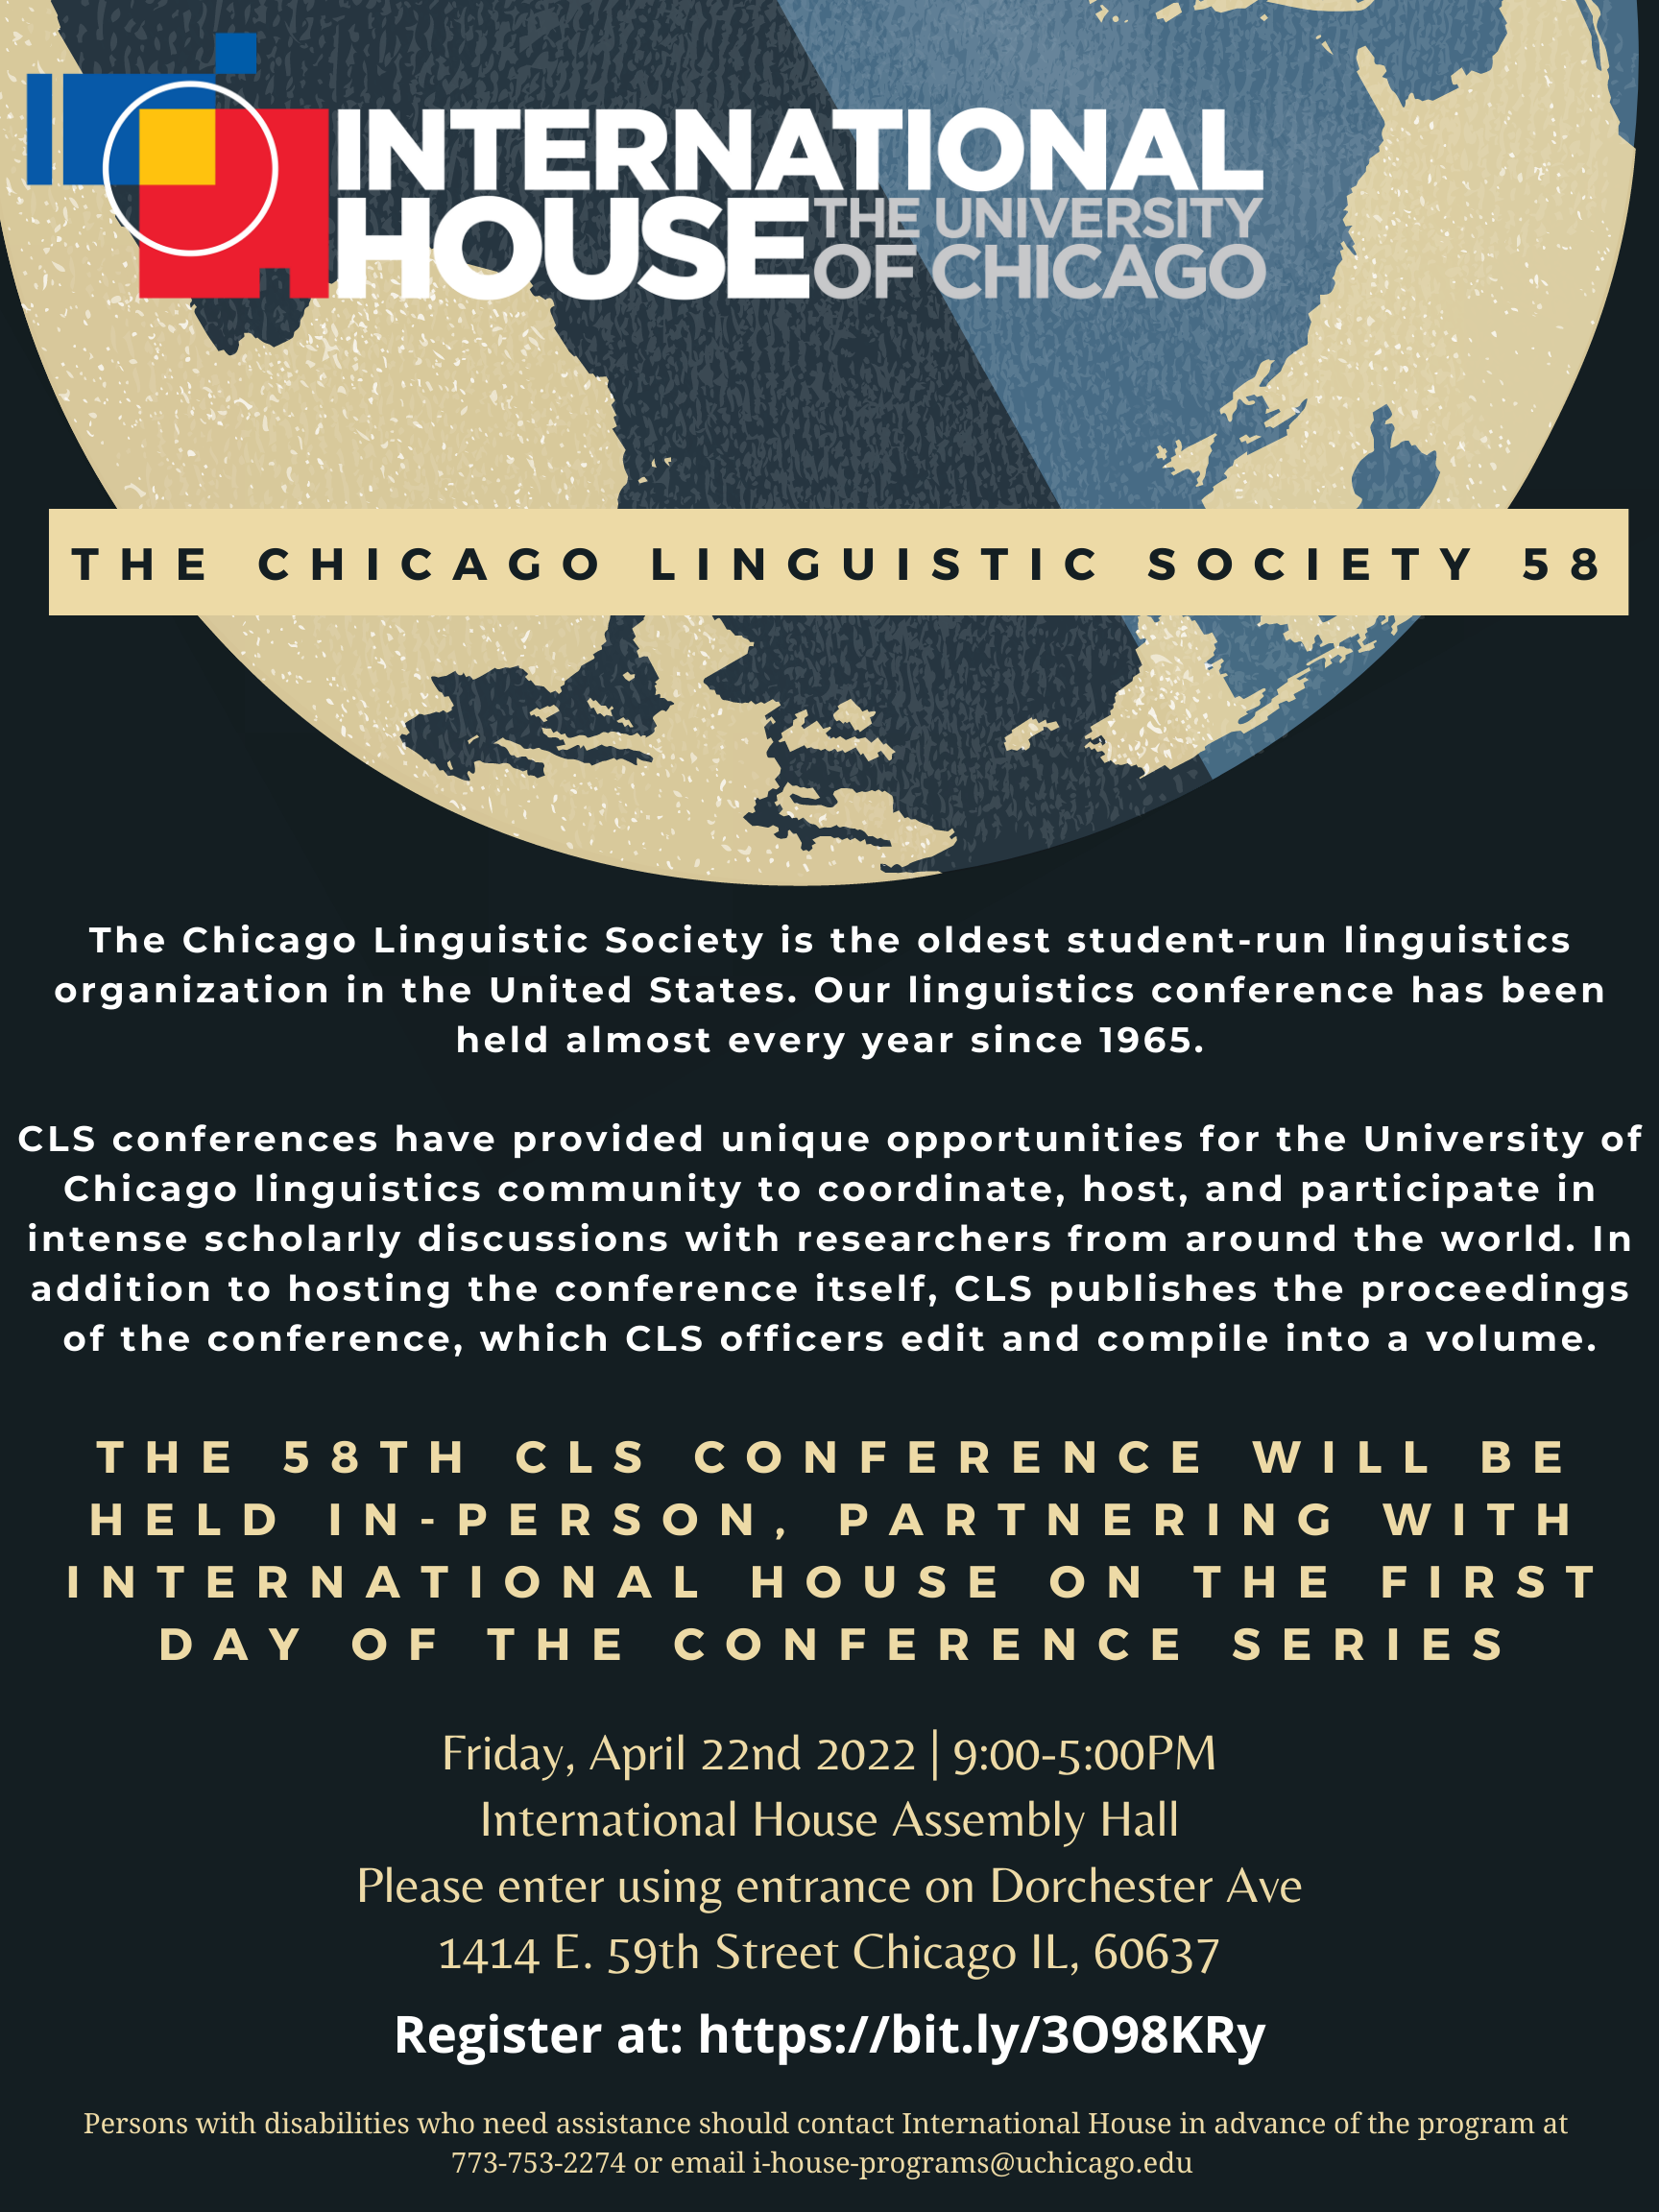 INTERNATIONAL
HOUSE THE UNIVERSITY
OF CHICAGO
THE CHICAGO LINGUISTIC SOCIETY 58
The Chicago Linguistic Society is the oldest student-run linguistics
organization in the United States. Our linguistics conference has been
held almost every year since 1965.
CLS conferences have provided unique opportunities for the University of
Chicago linguistics community to coordinate, host, and participate in
intense scholarly discussions with researchers from around the world. In
addition to hosting the conference itself, CLS publishes the proceedings
of the conference, which CLS officers edit and compile into a volume.
THE 58TH CLS CONFERENCE WILL BE
HELD IN-PERSON, PARTNERING WITH
INTERNATIONAL HOUSE ON THE FIRST
DAY OF THE CONFERENCE SERIES
Friday, April 22nd 2022 | 9:00-5:00PM
International House Assembly Hall
Please enter using entrance on Dorchester Ave
1414 E. 59th Street Chicago IL, 60637
Register at: https://bit.ly/3O98KRy
Persons with disabilities who need assistance should contact International House in advance of the program at
773-753-2274 or email i-house-programs@uchicago.edu